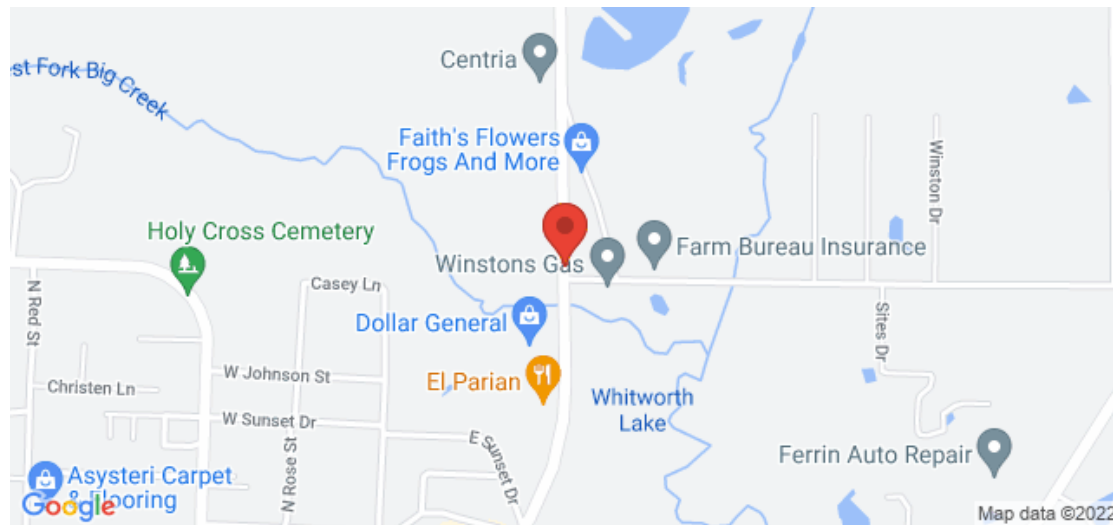 Centria
est Fork Big Creek
Faith's Flowers
Frogs And More
Winston Dr
Holy Cross Cemetery
Farm Bureau Insurance
Winstons Gas
Casey Ln
N Red St
Dollar General
Sites Dr
W Johnson St
Christen Ln
El Parian
Whitworth
Lake
W Sunset Dr
E Sunset Dr
N Rose St
Ferrin Auto Repair
Asysteri Carpet
& Flooring
Google
Map data ©2022